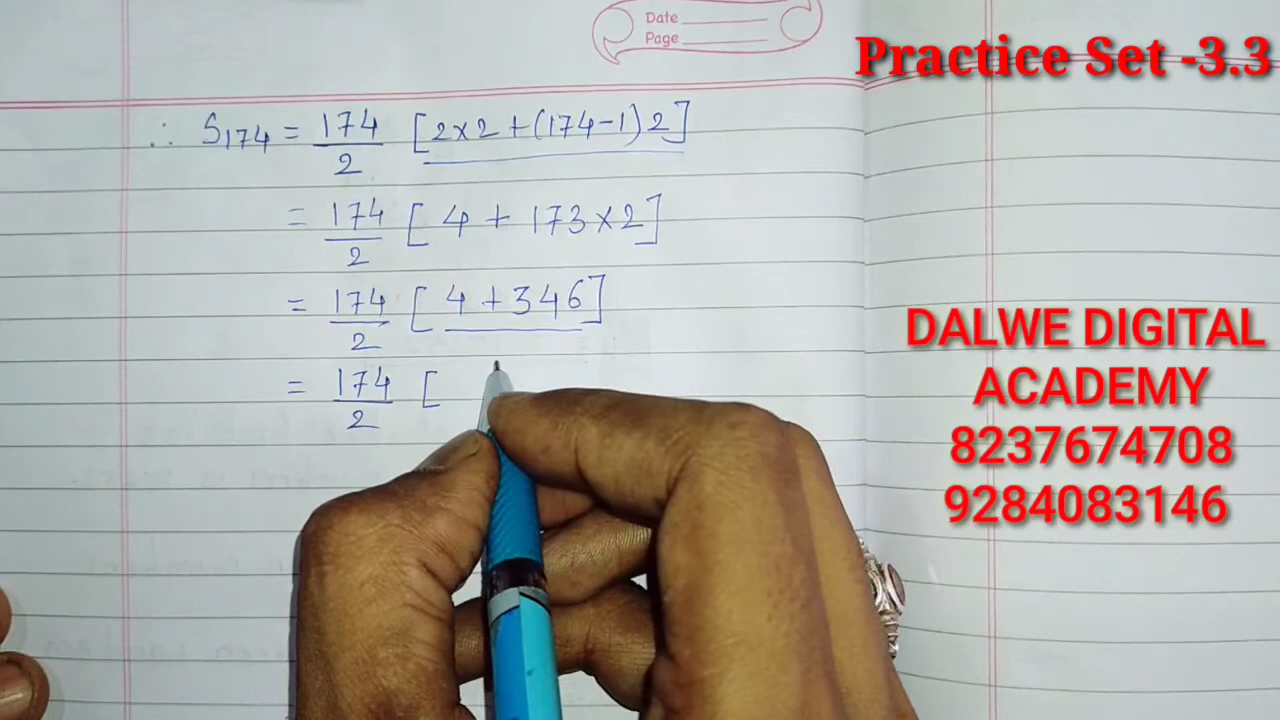 Date
Page
Practice Set -3.3
∴ S₁₇₄ = 174/2 [2×2+(174-1)2]
= 174/2 [4 + 173×2]
= 174/2 [4 + 346]
= 174/2 [
DALWE DIGITAL
ACADEMY
8237674708
9284083146